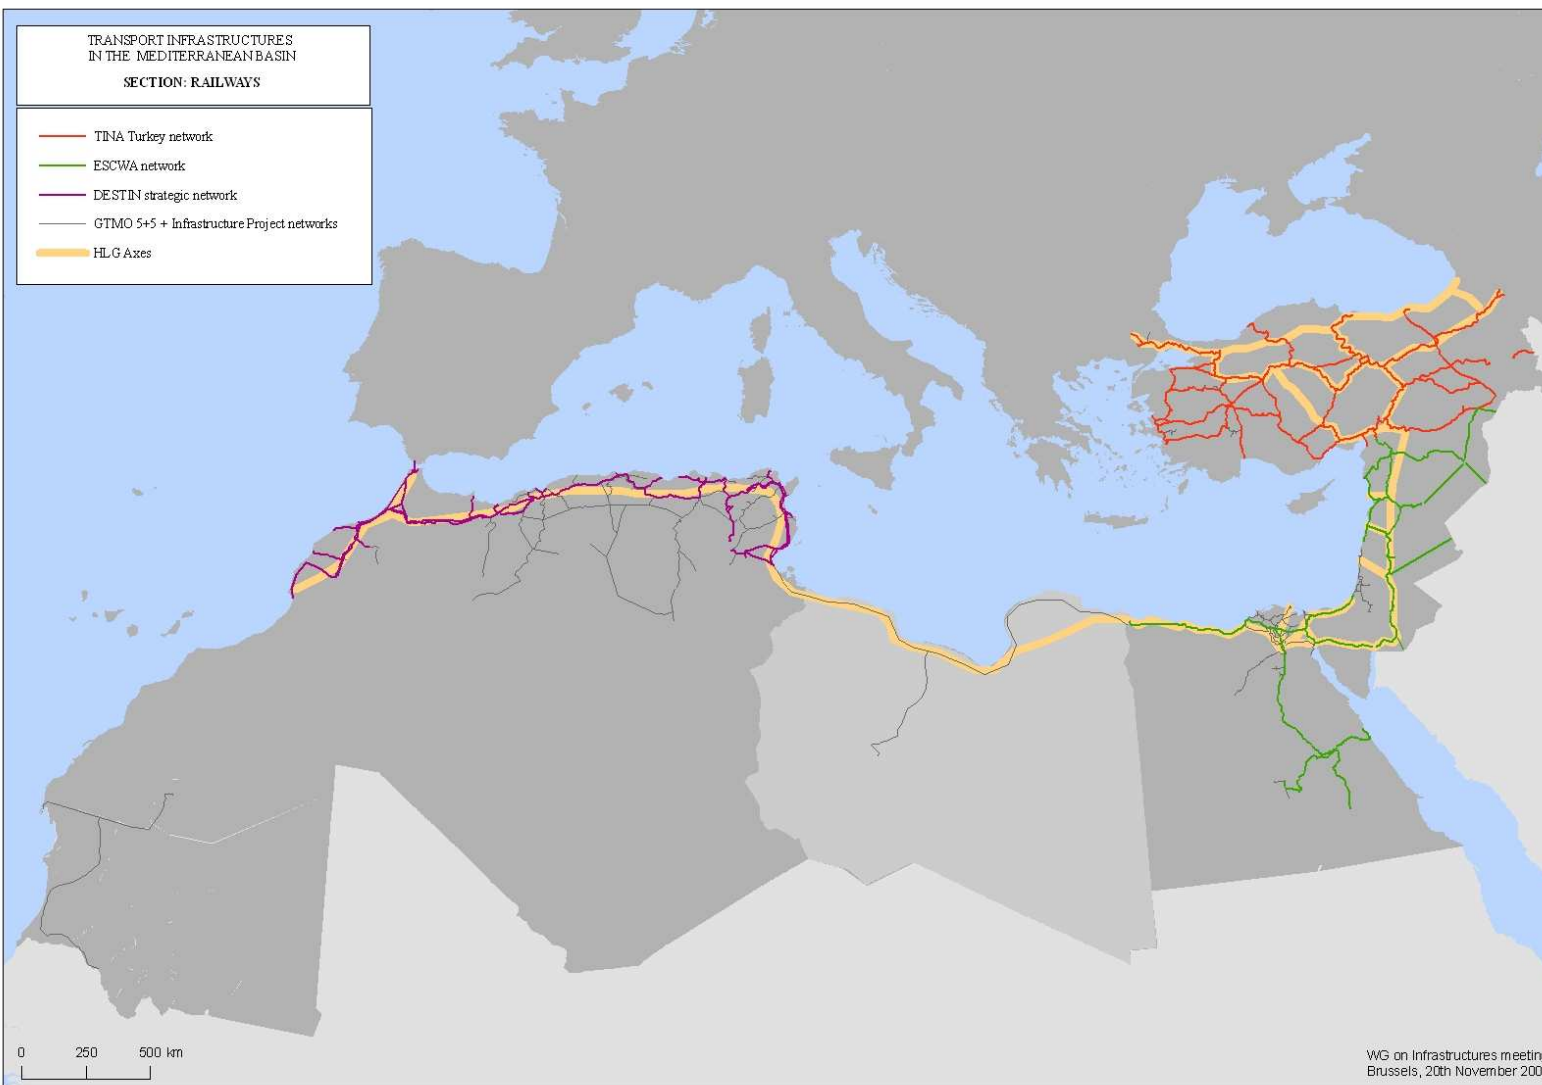 TRANSPORT INFRASTRUCTURES
IN THE MEDITERRANEAN BASIN
SECTION: RAILWAYS
TINA Turkey network
ESCWA network
DESTIN strategic network
GTMO 5+5 + Infrastructure Project networks
HLG Axes
0 250 500 km
WG on Infrastructures meetin
Brussels, 20th November 200